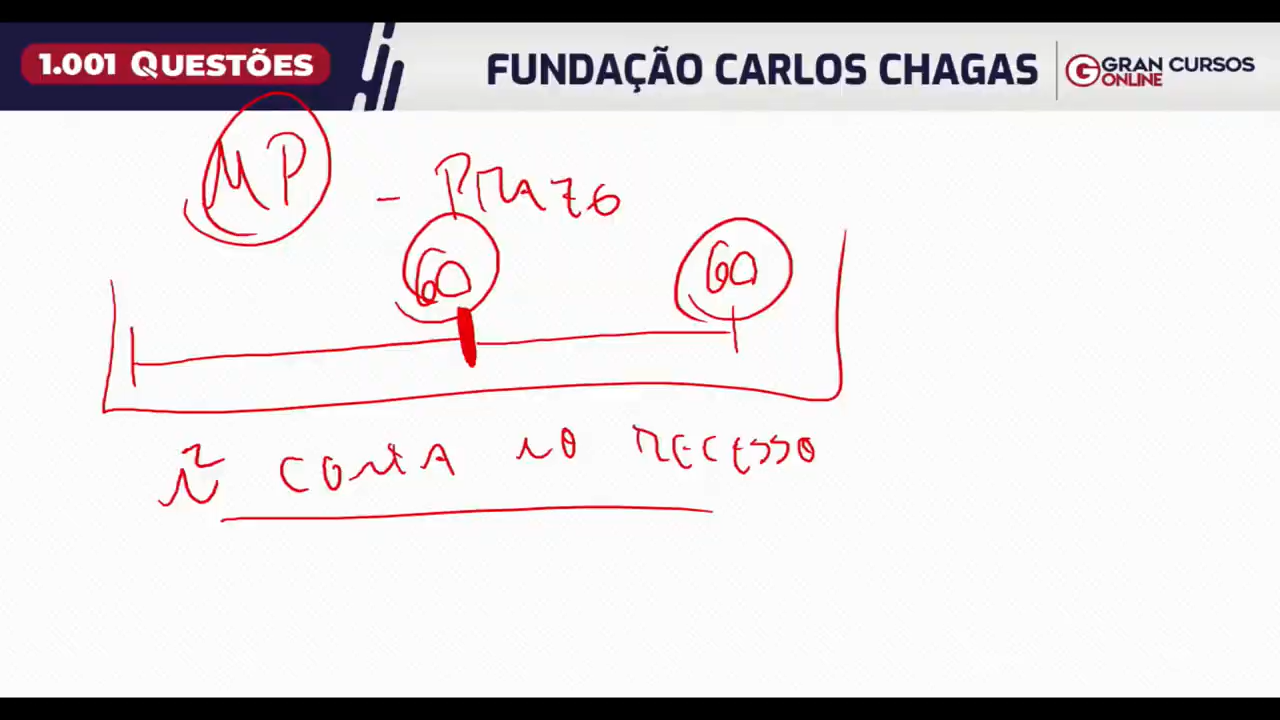 1.001 QUESTÕES
FUNDAÇÃO CARLOS CHAGAS
GRAN CURSOS
ONLINE
MP - PRAZO
60 60
Ñ CONTA NO RECESSO